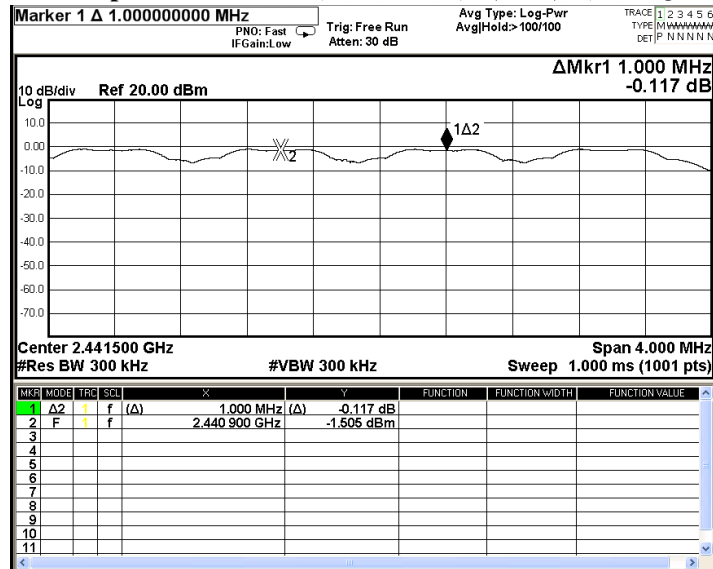 Marker 1 Δ 1.000000000 MHz
PNO: Fast
IFGain:Low
Trig: Free Run
Atten: 30 dB
Avg Type: Log-Pwr
Avg|Hold:> 100/100
TRACE 1 2 3 4 5 6
TYPE MWWWWW
DET P N N N N N
ΔMkr1 1.000 MHz
-0.117 dB
10 dB/div Ref 20.00 dBm
Log
10.0
0.00
-10.0
-20.0
-30.0
-40.0
-50.0
-60.0
-70.0
1Δ2
2
Center 2.441500 GHz
Span 4.000 MHz
#Res BW 300 kHz
#VBW 300 kHz
Sweep 1.000 ms (1001 pts)
MKR MODE TRC SCL X Y FUNCTION FUNCTION WIDTH FUNCTION VALUE
1 Δ2 1 f (Δ) 1.000 MHz (Δ) -0.117 dB
2 F 1 f 2.440 900 GHz -1.505 dBm
3
4
5
6
7
8
9
10
11